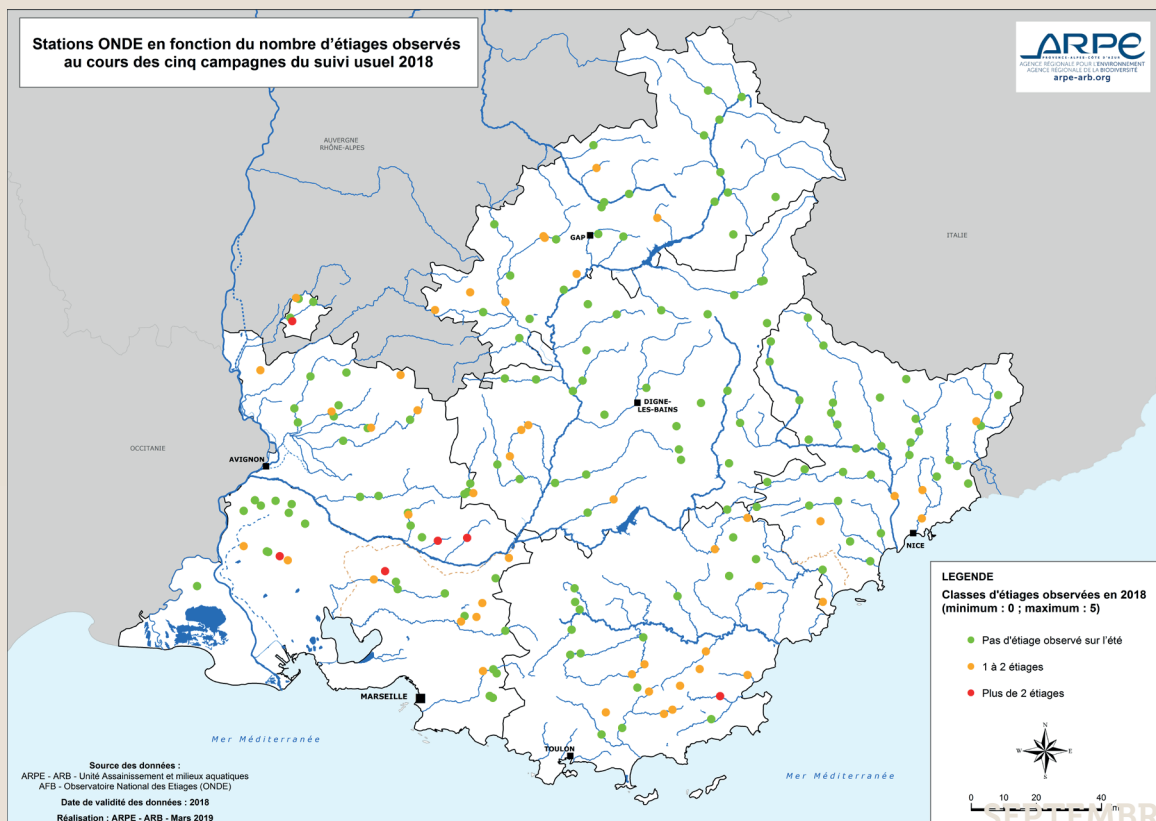 Stations ONDE en fonction du nombre d'étiages observés
au cours des cinq campagnes du suivi usuel 2018
ARPE
PROVENCE-ALPES-CÔTE D'AZUR
AGENCE RÉGIONALE POUR L'ENVIRONNEMENT
AGENCE RÉGIONALE DE LA BIODIVERSITÉ
arpe-arb.org
AUVERGNE
RHÔNE-ALPES
GAP
ITALIE
DIGNE-
LES-BAINS
OCCITANIE
AVIGNON
NICE
MARSEILLE
TOULON
Mer Méditerranée
Mer Méditerranée
LEGENDE
Classes d'étiages observées en 2018
(minimum : 0 ; maximum : 5)
Pas d'étiage observé sur l'été
1 à 2 étiages
Plus de 2 étiages
N
W E
S
0 10 20 40
Source des données :
ARPE - ARB - Unité Assainissement et milieux aquatiques
AFB - Observatoire National des Etiages (ONDE)
Date de validité des données : 2018
Réalisation : ARPE - ARB - Mars 2019